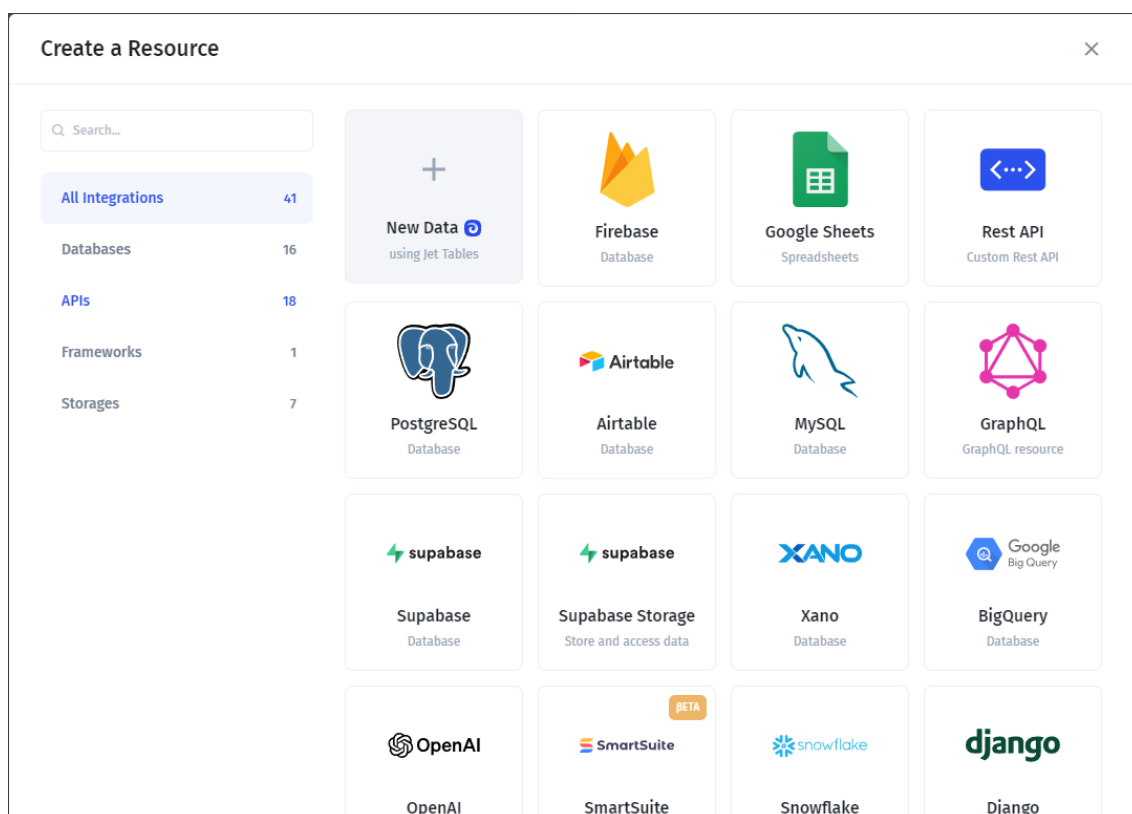 Create a Resource
Search...
All Integrations 41
Databases 16
APIs 18
Frameworks 1
Storages 7
New Data
using Jet Tables
Firebase
Database
Google Sheets
Spreadsheets
<···>
Rest API
Custom Rest API
PostgreSQL
Database
Airtable
Airtable
Database
MySQL
Database
GraphQL
GraphQL resource
supabase
Supabase
Database
supabase
Supabase Storage
Store and access data
XANO
Xano
Database
Google
Big Query
BigQuery
Database
OpenAI
OpenAI
βETA
SmartSuite
SmartSuite
snowflake
Snowflake
django
Django